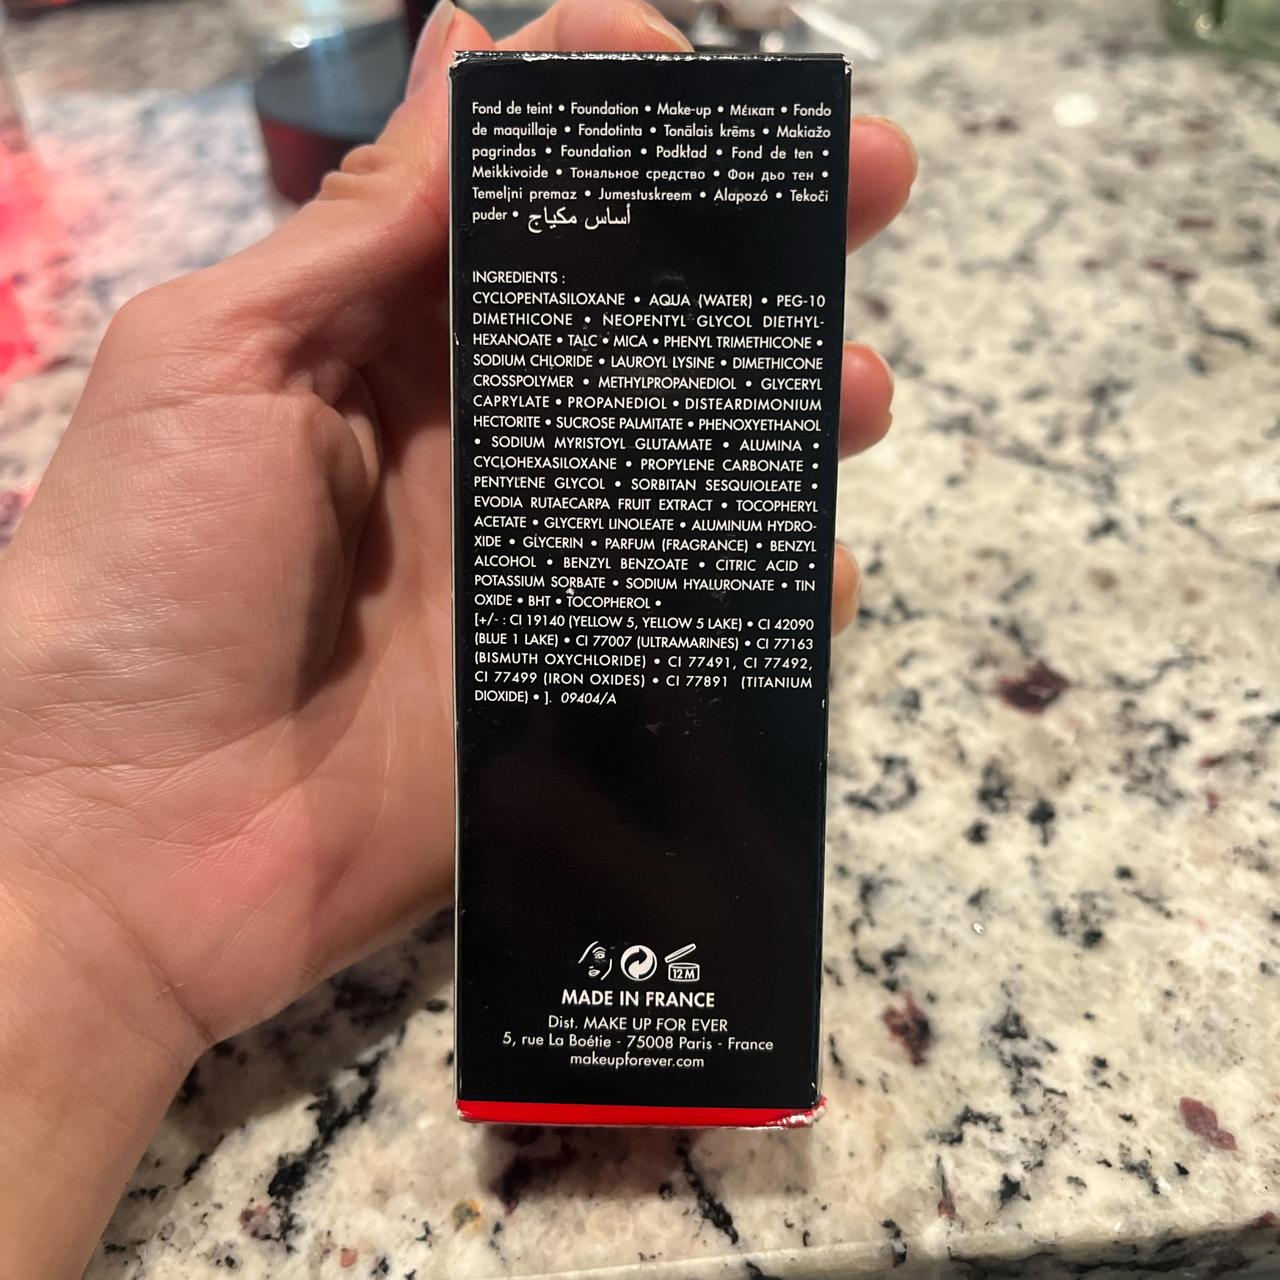 Fond de teint • Foundation • Make-up • Μέικαπ • Fondo
de maquillaje • Fondotinta • Tonālais krēms • Makiažo
pagrindas • Foundation • Podkład • Fond de ten •
Meikkivoide • Тональное средство • Фон дьо тен •
Temeljni premaz • Jumestuskreem • Alapozó • Tekoči
puder • أساس مكياج
INGREDIENTS :
CYCLOPENTASILOXANE • AQUA (WATER) • PEG-10
DIMETHICONE • NEOPENTYL GLYCOL DIETHYL-
HEXANOATE • TALC • MICA • PHENYL TRIMETHICONE •
SODIUM CHLORIDE • LAUROYL LYSINE • DIMETHICONE
CROSSPOLYMER • METHYLPROPANEDIOL • GLYCERYL
CAPRYLATE • PROPANEDIOL • DISTEARDIMONIUM
HECTORITE • SUCROSE PALMITATE • PHENOXYETHANOL
• SODIUM MYRISTOYL GLUTAMATE • ALUMINA •
CYCLOHEXASILOXANE • PROPYLENE CARBONATE •
PENTYLENE GLYCOL • SORBITAN SESQUIOLEATE •
EVODIA RUTAECARPA FRUIT EXTRACT • TOCOPHERYL
ACETATE • GLYCERYL LINOLEATE • ALUMINUM HYDRO-
XIDE • GLYCERIN • PARFUM (FRAGRANCE) • BENZYL
ALCOHOL • BENZYL BENZOATE • CITRIC ACID •
POTASSIUM SORBATE • SODIUM HYALURONATE • TIN
OXIDE • BHT • TOCOPHEROL •
[+/- : CI 19140 (YELLOW 5, YELLOW 5 LAKE) • CI 42090
(BLUE 1 LAKE) • CI 77007 (ULTRAMARINES) • CI 77163
(BISMUTH OXYCHLORIDE) • CI 77491, CI 77492,
CI 77499 (IRON OXIDES) • CI 77891 (TITANIUM
DIOXIDE) • ]. 09404/A
12 M
MADE IN FRANCE
Dist. MAKE UP FOR EVER
5, rue La Boétie - 75008 Paris - France
makeupforever.com